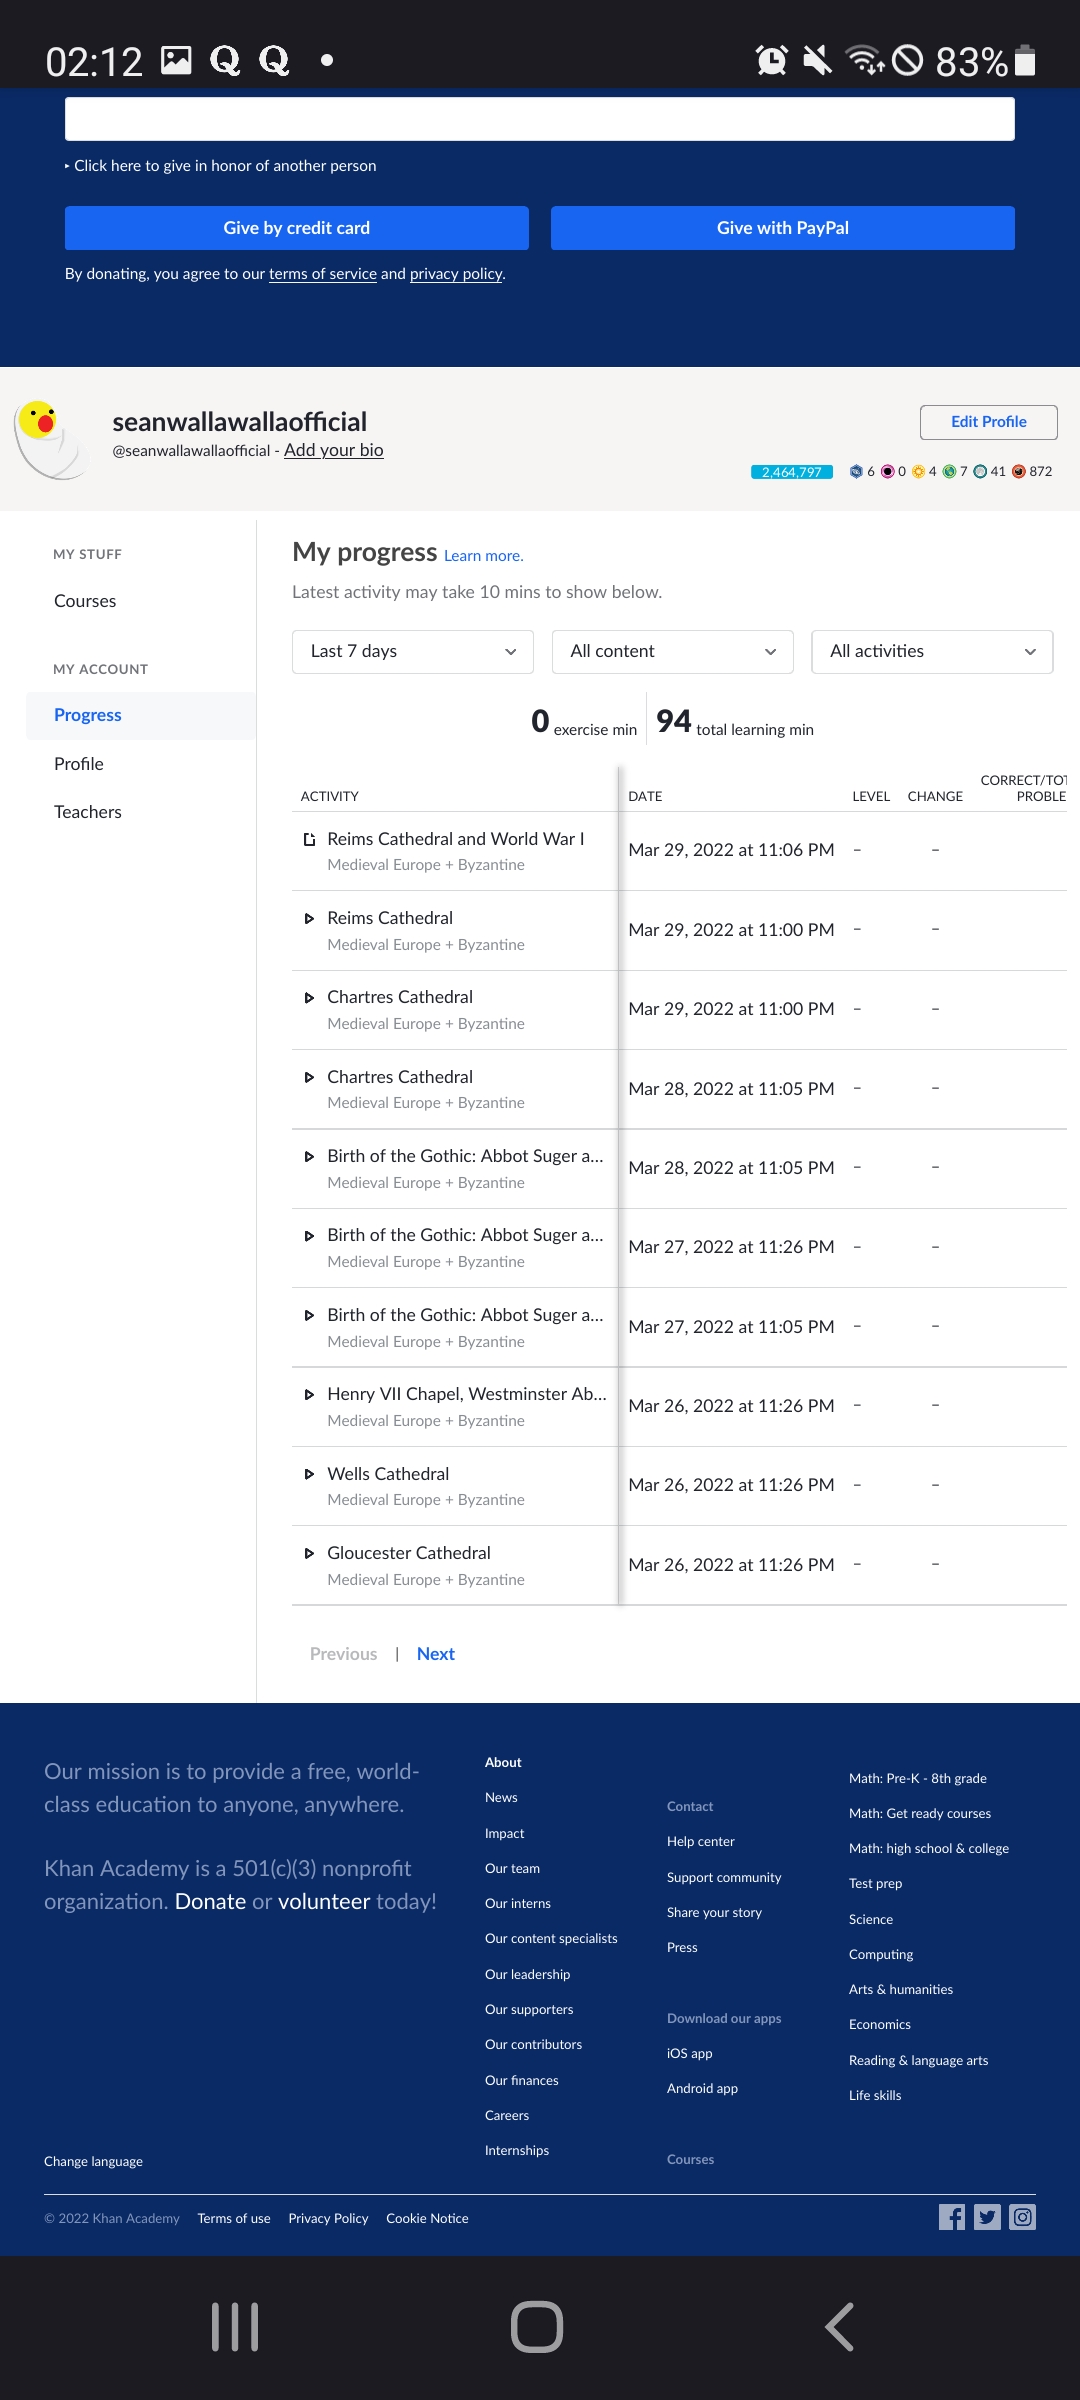 02:12
83%
Click here to give in honor of another person
Give by credit card
Give with PayPal
By donating, you agree to our terms of service and privacy policy.
seanwallawallaofficial
@seanwallawallaofficial - Add your bio
Edit Profile
2,464,797 6 0 4 7 41 872
MY STUFF
Courses
MY ACCOUNT
Progress
Profile
Teachers
My progress Learn more.
Latest activity may take 10 mins to show below.
Last 7 days
All content
All activities
0 exercise min 94 total learning min
ACTIVITY DATE LEVEL CHANGE CORRECT/TOT
PROBLE
Reims Cathedral and World War I
Medieval Europe + Byzantine
Mar 29, 2022 at 11:06 PM – –
Reims Cathedral
Medieval Europe + Byzantine
Mar 29, 2022 at 11:00 PM – –
Chartres Cathedral
Medieval Europe + Byzantine
Mar 29, 2022 at 11:00 PM – –
Chartres Cathedral
Medieval Europe + Byzantine
Mar 28, 2022 at 11:05 PM – –
Birth of the Gothic: Abbot Suger a...
Medieval Europe + Byzantine
Mar 28, 2022 at 11:05 PM – –
Birth of the Gothic: Abbot Suger a...
Medieval Europe + Byzantine
Mar 27, 2022 at 11:26 PM – –
Birth of the Gothic: Abbot Suger a...
Medieval Europe + Byzantine
Mar 27, 2022 at 11:05 PM – –
Henry VII Chapel, Westminster Ab...
Medieval Europe + Byzantine
Mar 26, 2022 at 11:26 PM – –
Wells Cathedral
Medieval Europe + Byzantine
Mar 26, 2022 at 11:26 PM – –
Gloucester Cathedral
Medieval Europe + Byzantine
Mar 26, 2022 at 11:26 PM – –
Previous | Next
Our mission is to provide a free, world-
class education to anyone, anywhere.
Khan Academy is a 501(c)(3) nonprofit
organization. Donate or volunteer today!
Change language
About
News
Impact
Our team
Our interns
Our content specialists
Our leadership
Our supporters
Our contributors
Our finances
Careers
Internships
Contact
Help center
Support community
Share your story
Press
Download our apps
iOS app
Android app
Courses
Math: Pre-K - 8th grade
Math: Get ready courses
Math: high school & college
Test prep
Science
Computing
Arts & humanities
Economics
Reading & language arts
Life skills
© 2022 Khan Academy Terms of use Privacy Policy Cookie Notice